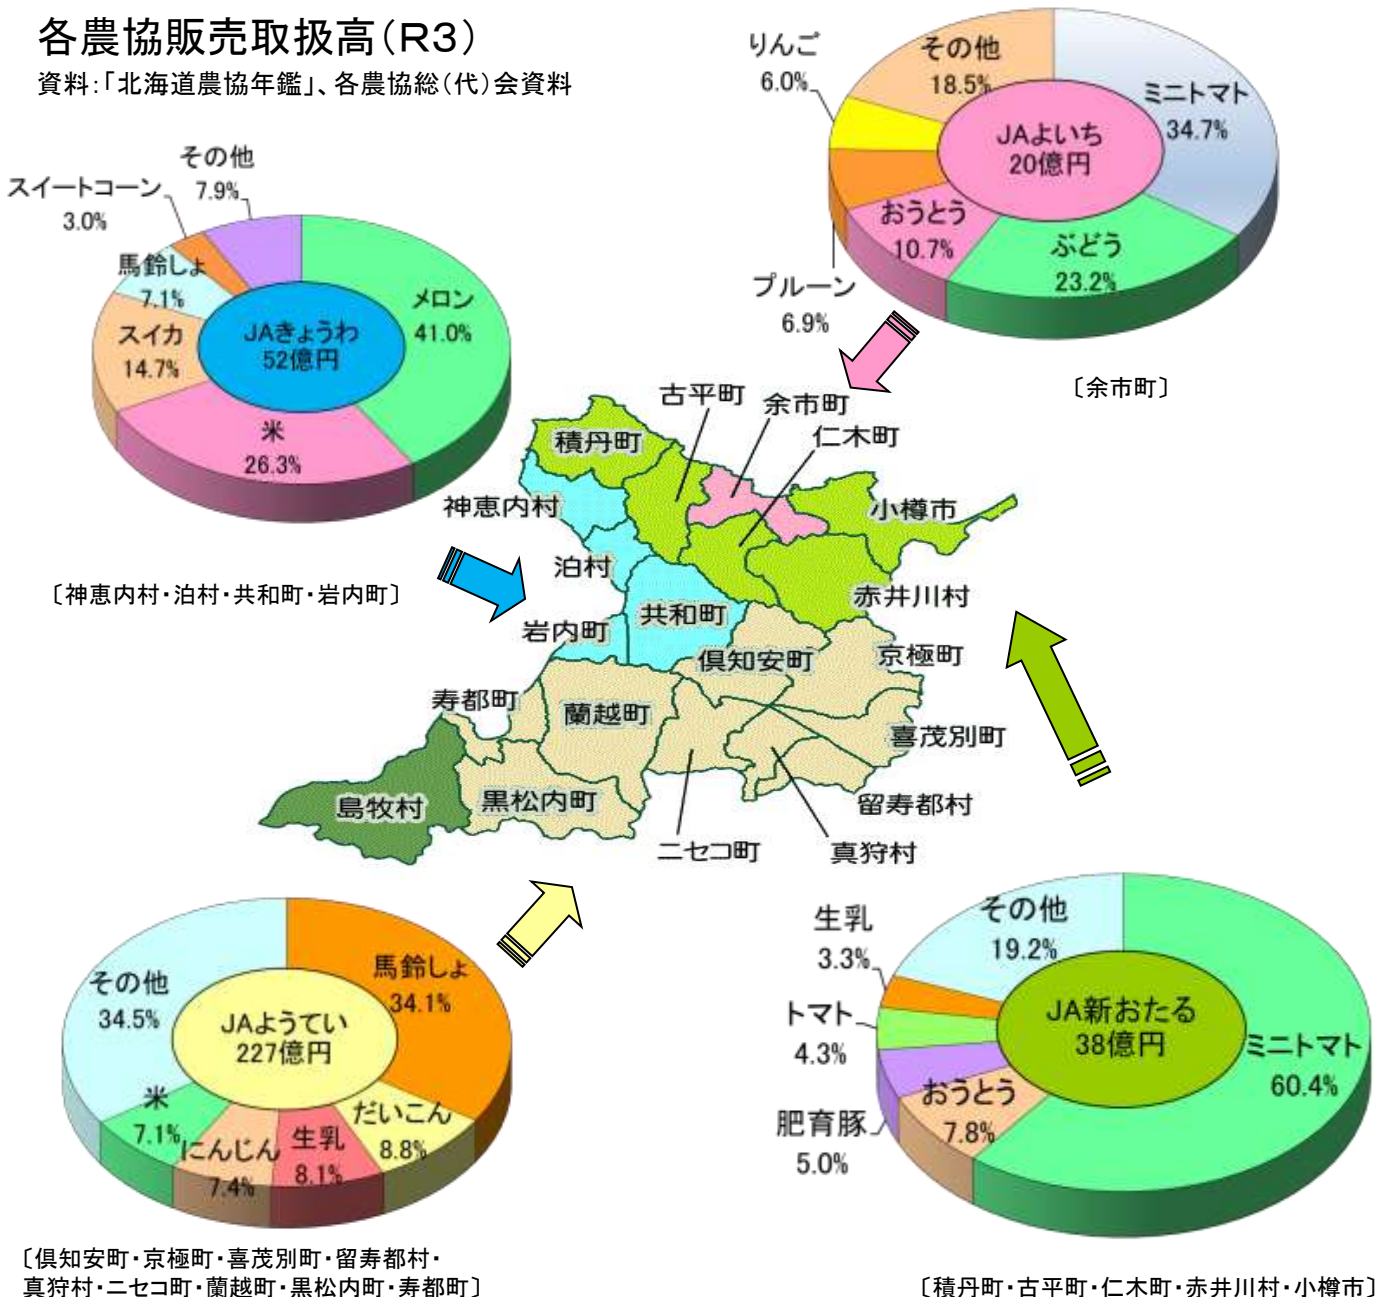 各農協販売取扱高(R3)
資料:「北海道農協年鑑」、各農協総(代)会資料
その他
7.9%
スイートコーン
3.0%
馬鈴しょ
7.1%
スイカ
14.7%
米
26.3%
メロン
41.0%
JAきょうわ
52億円
〔神恵内村・泊村・共和町・岩内町〕
りんご
6.0%
その他
18.5%
ミニトマト
34.7%
JAよいち
20億円
おうとう
10.7%
ぶどう
23.2%
プルーン
6.9%
〔余市町〕
古平町
余市町
仁木町
積丹町
神恵内村
小樽市
泊村
赤井川村
共和町
岩内町
倶知安町
京極町
寿都町
蘭越町
喜茂別町
島牧村
黒松内町
留寿都村
ニセコ町
真狩村
その他
34.5%
馬鈴しょ
34.1%
JAようてい
227億円
米
7.1%
にんじん
7.4%
生乳
8.1%
だいこん
8.8%
〔倶知安町・京極町・喜茂別町・留寿都村・
真狩村・ニセコ町・蘭越町・黒松内町・寿都町〕
生乳
3.3%
その他
19.2%
トマト
4.3%
JA新おたる
38億円
ミニトマト
60.4%
おうとう
7.8%
肥育豚
5.0%
〔積丹町・古平町・仁木町・赤井川村・小樽市〕